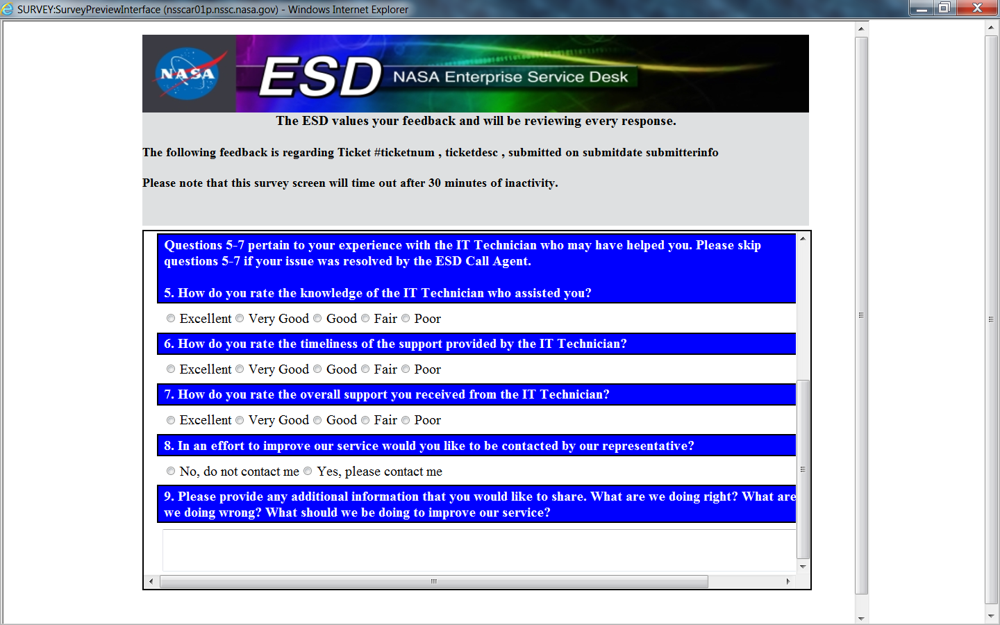 SURVEY:SurveyPreviewInterface (nsscar01p.nssc.nasa.gov) - Windows Internet Explorer
NASA
ESD NASA Enterprise Service Desk
The ESD values your feedback and will be reviewing every response.
The following feedback is regarding Ticket #ticketnum , ticketdesc , submitted on submitdate submitterinfo
Please note that this survey screen will time out after 30 minutes of inactivity.
Questions 5-7 pertain to your experience with the IT Technician who may have helped you. Please skip
questions 5-7 if your issue was resolved by the ESD Call Agent.
5. How do you rate the knowledge of the IT Technician who assisted you?
Excellent Very Good Good Fair Poor
6. How do you rate the timeliness of the support provided by the IT Technician?
Excellent Very Good Good Fair Poor
7. How do you rate the overall support you received from the IT Technician?
Excellent Very Good Good Fair Poor
8. In an effort to improve our service would you like to be contacted by our representative?
No, do not contact me Yes, please contact me
9. Please provide any additional information that you would like to share. What are we doing right? What are
we doing wrong? What should we be doing to improve our service?